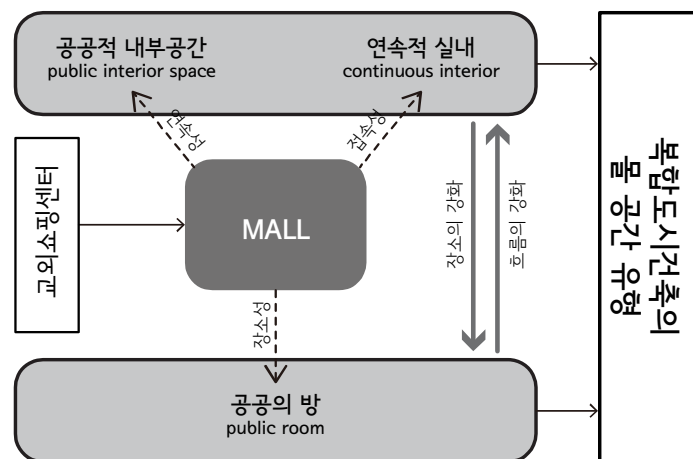 공공적 내부공간
public interior space
연속적 실내
continuous interior
연속성
접속성
교외쇼핑센터
MALL
장소성
장소의 강화
흐름의 강화
공공의 방
public room
복합도시건축의
몰 공간 유형